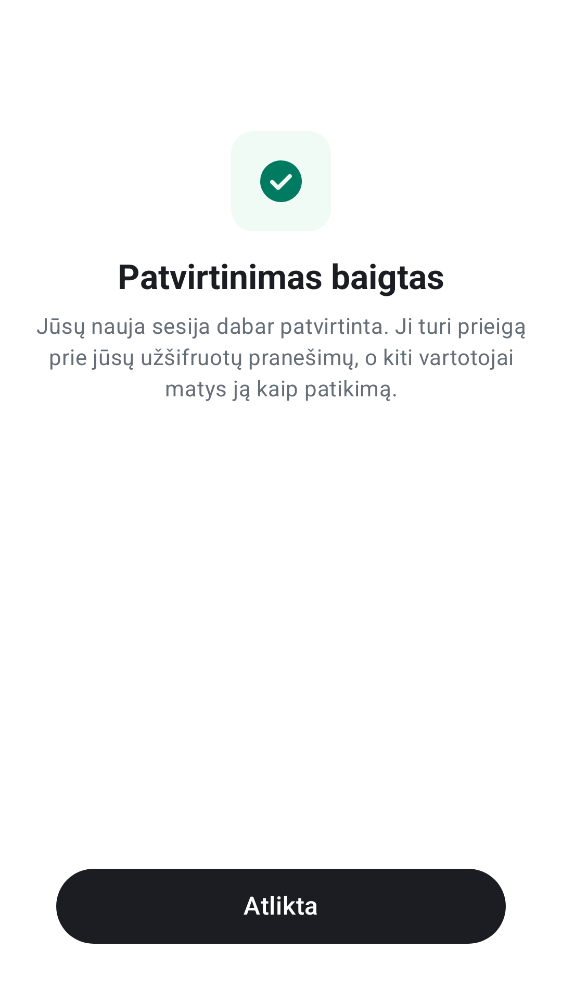 Patvirtinimas baigtas
Jūsų nauja sesija dabar patvirtinta. Ji turi prieigą
prie jūsų užšifruotų pranešimų, o kiti vartotojai
matys ją kaip patikimą.
Atlikta